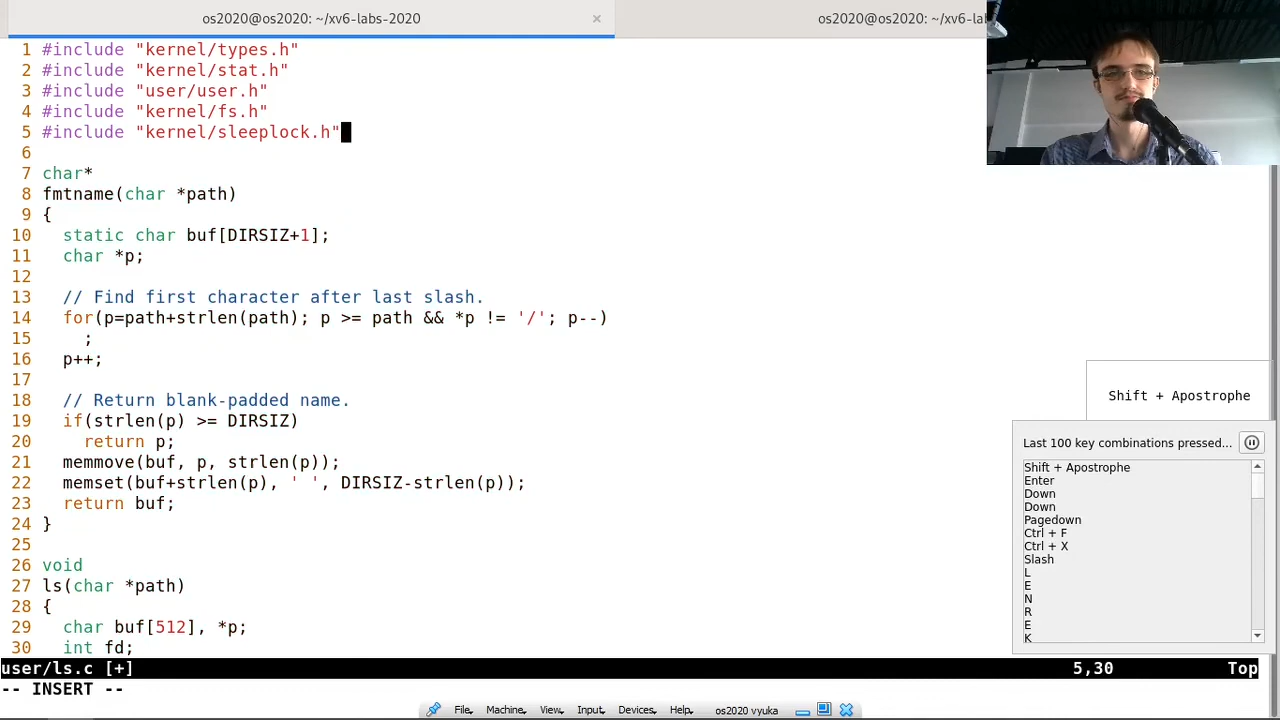 os2020@os2020: ~/xv6-labs-2020
os2020@os2020: ~/xv6-lab
1 #include "kernel/types.h"
2 #include "kernel/stat.h"
3 #include "user/user.h"
4 #include "kernel/fs.h"
5 #include "kernel/sleeplock.h"
6
7 char*
8 fmtname(char *path)
9 {
10   static char buf[DIRSIZ+1];
11   char *p;
12
13   // Find first character after last slash.
14   for(p=path+strlen(path); p >= path && *p != '/'; p--)
15     ;
16   p++;
17
18   // Return blank-padded name.
19   if(strlen(p) >= DIRSIZ)
20     return p;
21   memmove(buf, p, strlen(p));
22   memset(buf+strlen(p), ' ', DIRSIZ-strlen(p));
23   return buf;
24 }
25
26 void
27 ls(char *path)
28 {
29   char buf[512], *p;
30   int fd;
user/ls.c [+] 5,30 Top
-- INSERT --
Shift + Apostrophe
Last 100 key combinations pressed...
Shift + Apostrophe
Enter
Down
Down
Pagedown
Ctrl + F
Ctrl + X
Slash
L
E
N
R
E
K
File Machine View Input Devices Help os2020 vyuka